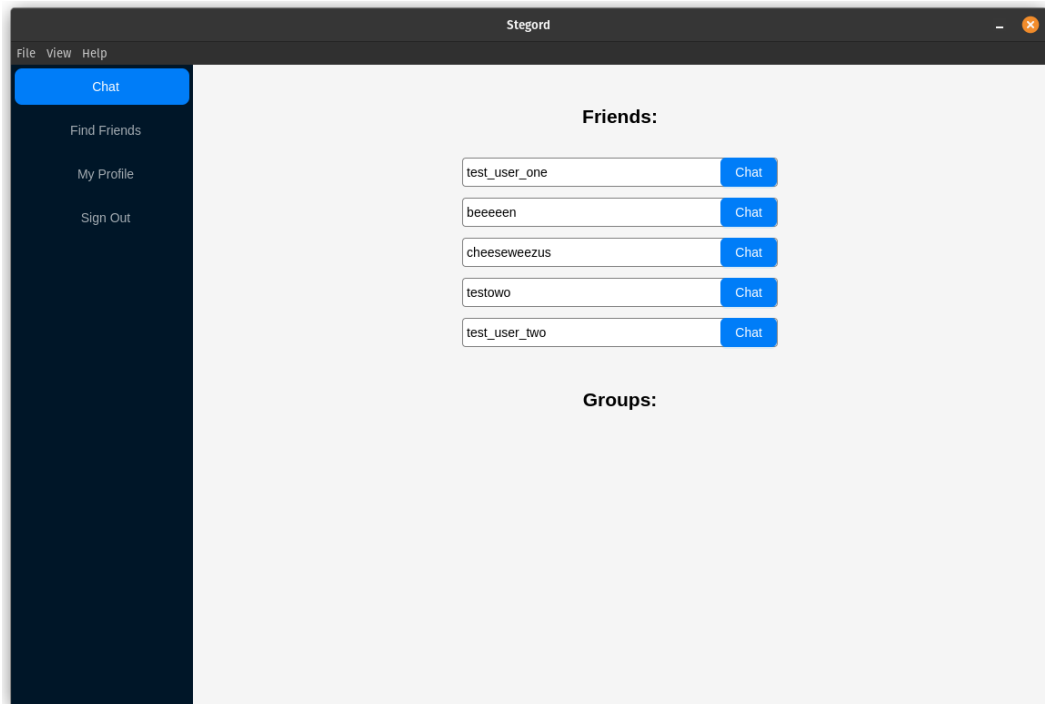 Stegord
File View Help
Chat
Find Friends
My Profile
Sign Out
Friends:
test_user_one Chat
beeeeen Chat
cheeseweezus Chat
testowo Chat
test_user_two Chat
Groups: